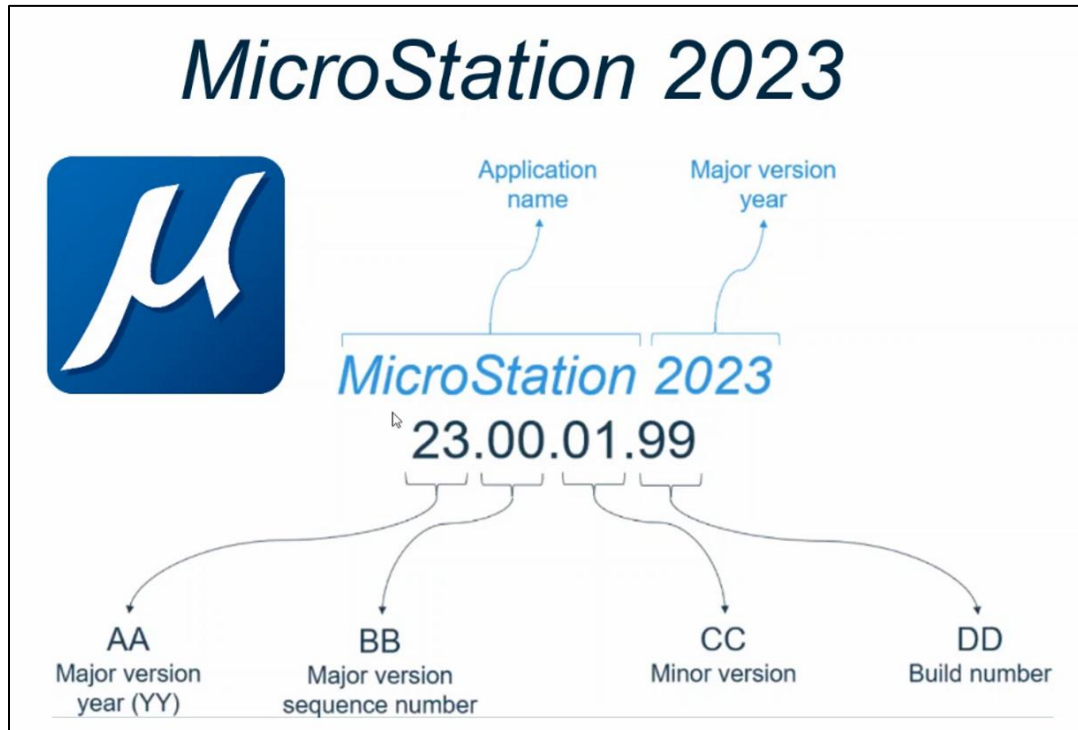 MicroStation 2023
Application
name
Major version
year
µ
MicroStation 2023
23.00.01.99
AA
Major version
year (YY)
BB
Major version
sequence number
CC
Minor version
DD
Build number